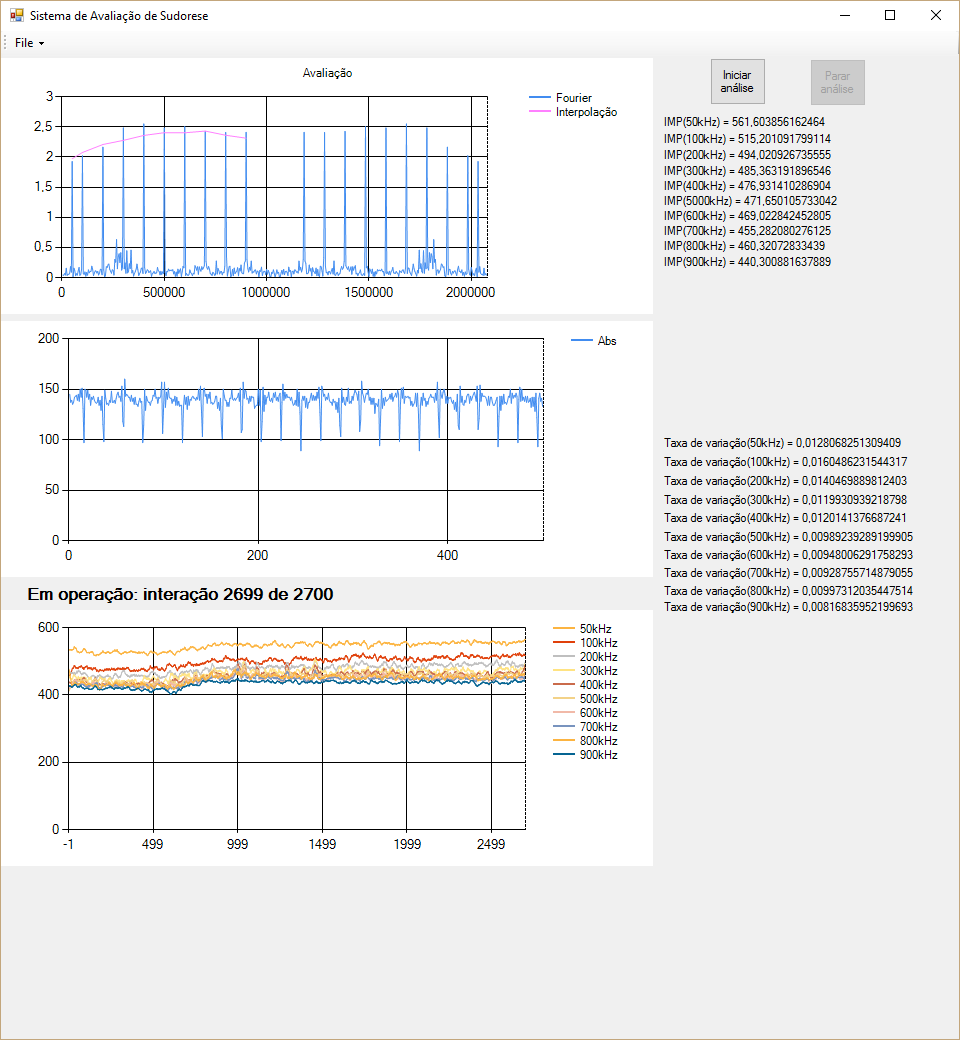 Sistema de Avaliação de Sudorese
File
Avaliação
3
2,5
2
1,5
1
0,5
0
0
500000
1000000
1500000
2000000
Fourier
Interpolação
Iniciar
análise
Parar
análise
IMP(50kHz) = 561,603856162464
IMP(100kHz) = 515,201091799114
IMP(200kHz) = 494,020926735555
IMP(300kHz) = 485,363191896546
IMP(400kHz) = 476,931410286904
IMP(5000kHz) = 471,650105733042
IMP(600kHz) = 469,022842452805
IMP(700kHz) = 455,282080276125
IMP(800kHz) = 460,32072833439
IMP(900kHz) = 440,300881637889
200
150
100
50
0
0
200
400
Abs
Taxa de variação(50kHz) = 0,0128068251309409
Taxa de variação(100kHz) = 0,0160486231544317
Taxa de variação(200kHz) = 0,0140469889812403
Taxa de variação(300kHz) = 0,0119930939218798
Taxa de variação(400kHz) = 0,0120141376687241
Taxa de variação(500kHz) = 0,00989239289199905
Taxa de variação(600kHz) = 0,00948006291758293
Taxa de variação(700kHz) = 0,00928755714879055
Taxa de variação(800kHz) = 0,00997312035447514
Taxa de variação(900kHz) = 0,00816835952199693
Em operação: interação 2699 de 2700
600
400
200
0
-1
499
999
1499
1999
2499
50kHz
100kHz
200kHz
300kHz
400kHz
500kHz
600kHz
700kHz
800kHz
900kHz